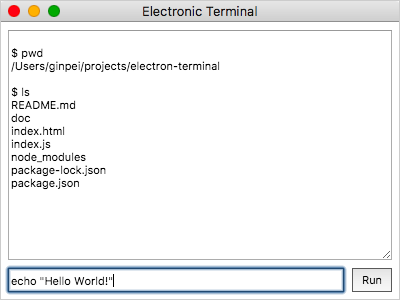 Electronic Terminal
$ pwd
/Users/ginpei/projects/electron-terminal
$ ls
README.md
doc
index.html
index.js
node_modules
package-lock.json
package.json
echo "Hello World!"
Run